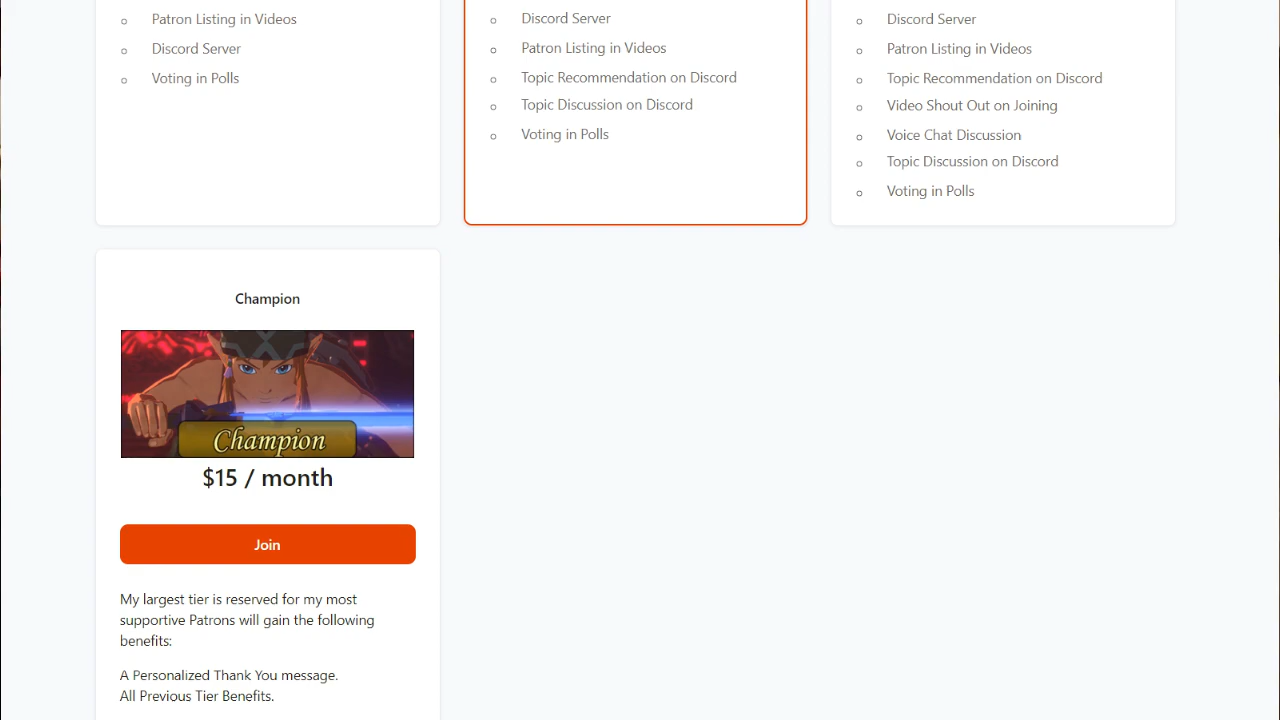 Patron Listing in Videos
Discord Server
Voting in Polls
Discord Server
Patron Listing in Videos
Topic Recommendation on Discord
Topic Discussion on Discord
Voting in Polls
Discord Server
Patron Listing in Videos
Topic Recommendation on Discord
Video Shout Out on Joining
Voice Chat Discussion
Topic Discussion on Discord
Voting in Polls
Champion
Champion
$15 / month
Join
My largest tier is reserved for my most
supportive Patrons will gain the following
benefits:
A Personalized Thank You message.
All Previous Tier Benefits.